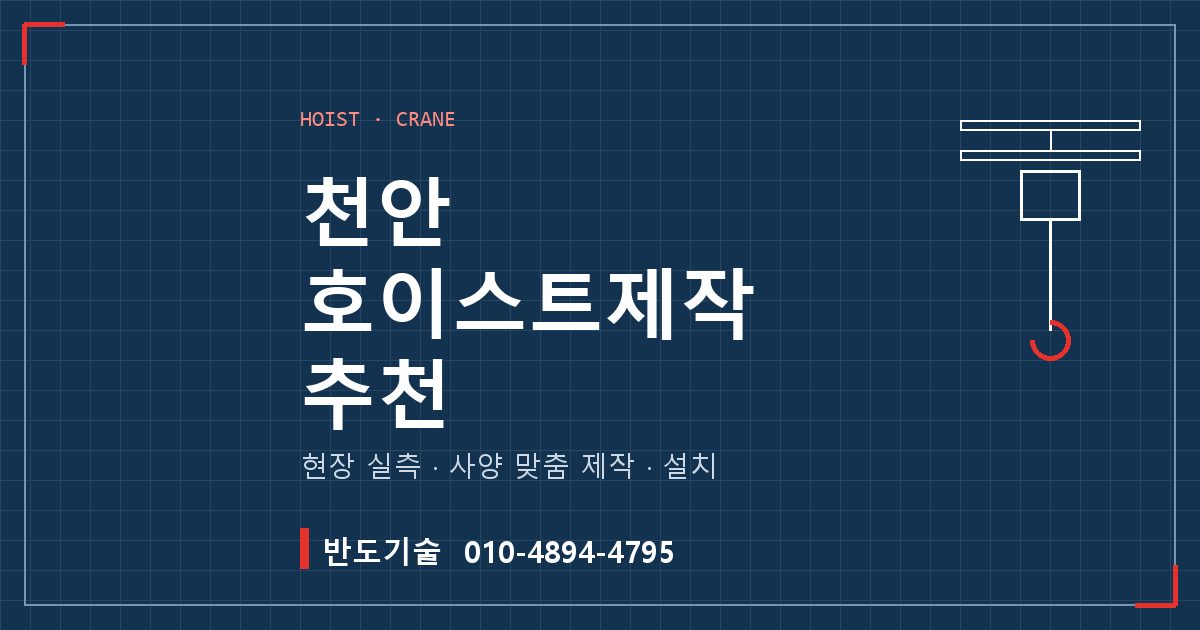 HOIST · CRANE
천안
호이스트제작
추천
현장 실측 · 사양 맞춤 제작 · 설치
반도기술 010-4894-4795